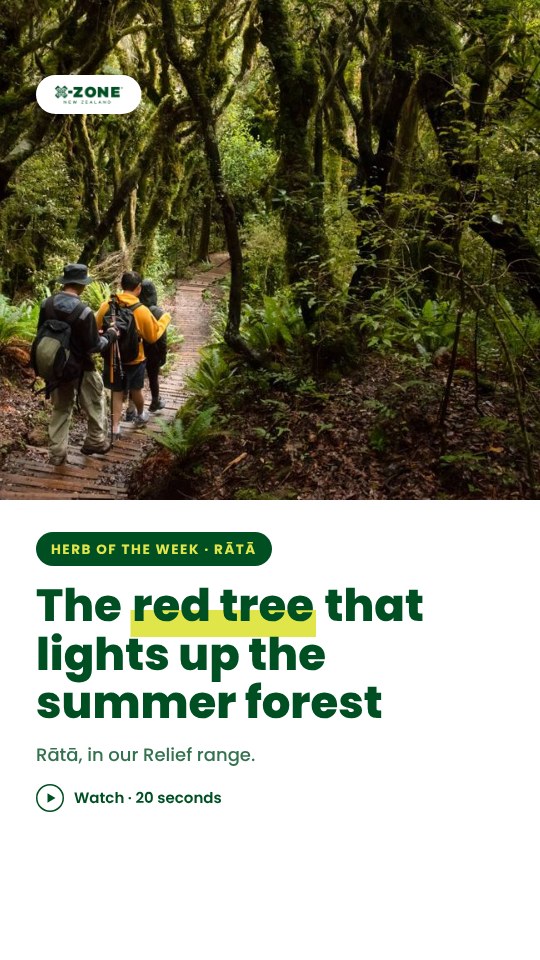 X-ZONE
NEW ZEALAND
HERB OF THE WEEK · RĀTĀ
The red tree that
lights up the
summer forest
Rātā, in our Relief range.
Watch · 20 seconds